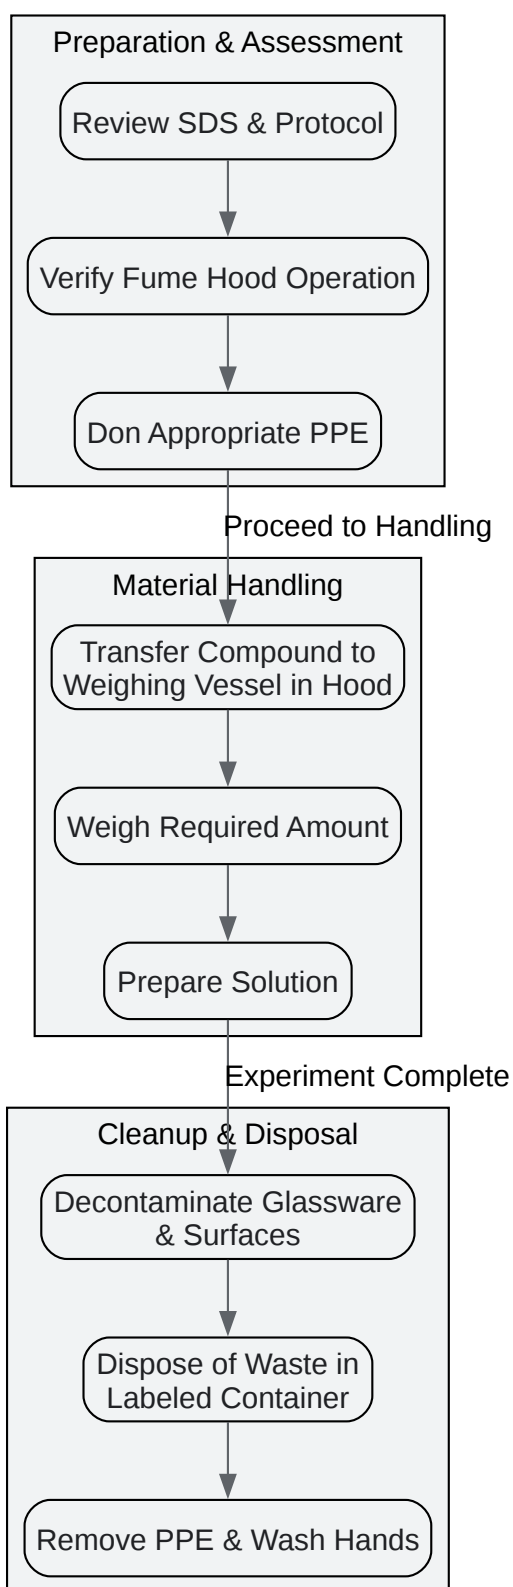 Preparation & Assessment
Review SDS & Protocol
Verify Fume Hood Operation
Don Appropriate PPE
Proceed to Handling
Material Handling
Transfer Compound to
Weighing Vessel in Hood
Weigh Required Amount
Prepare Solution
Experiment Complete
Cleanup & Disposal
Decontaminate Glassware
& Surfaces
Dispose of Waste in
Labeled Container
Remove PPE & Wash Hands